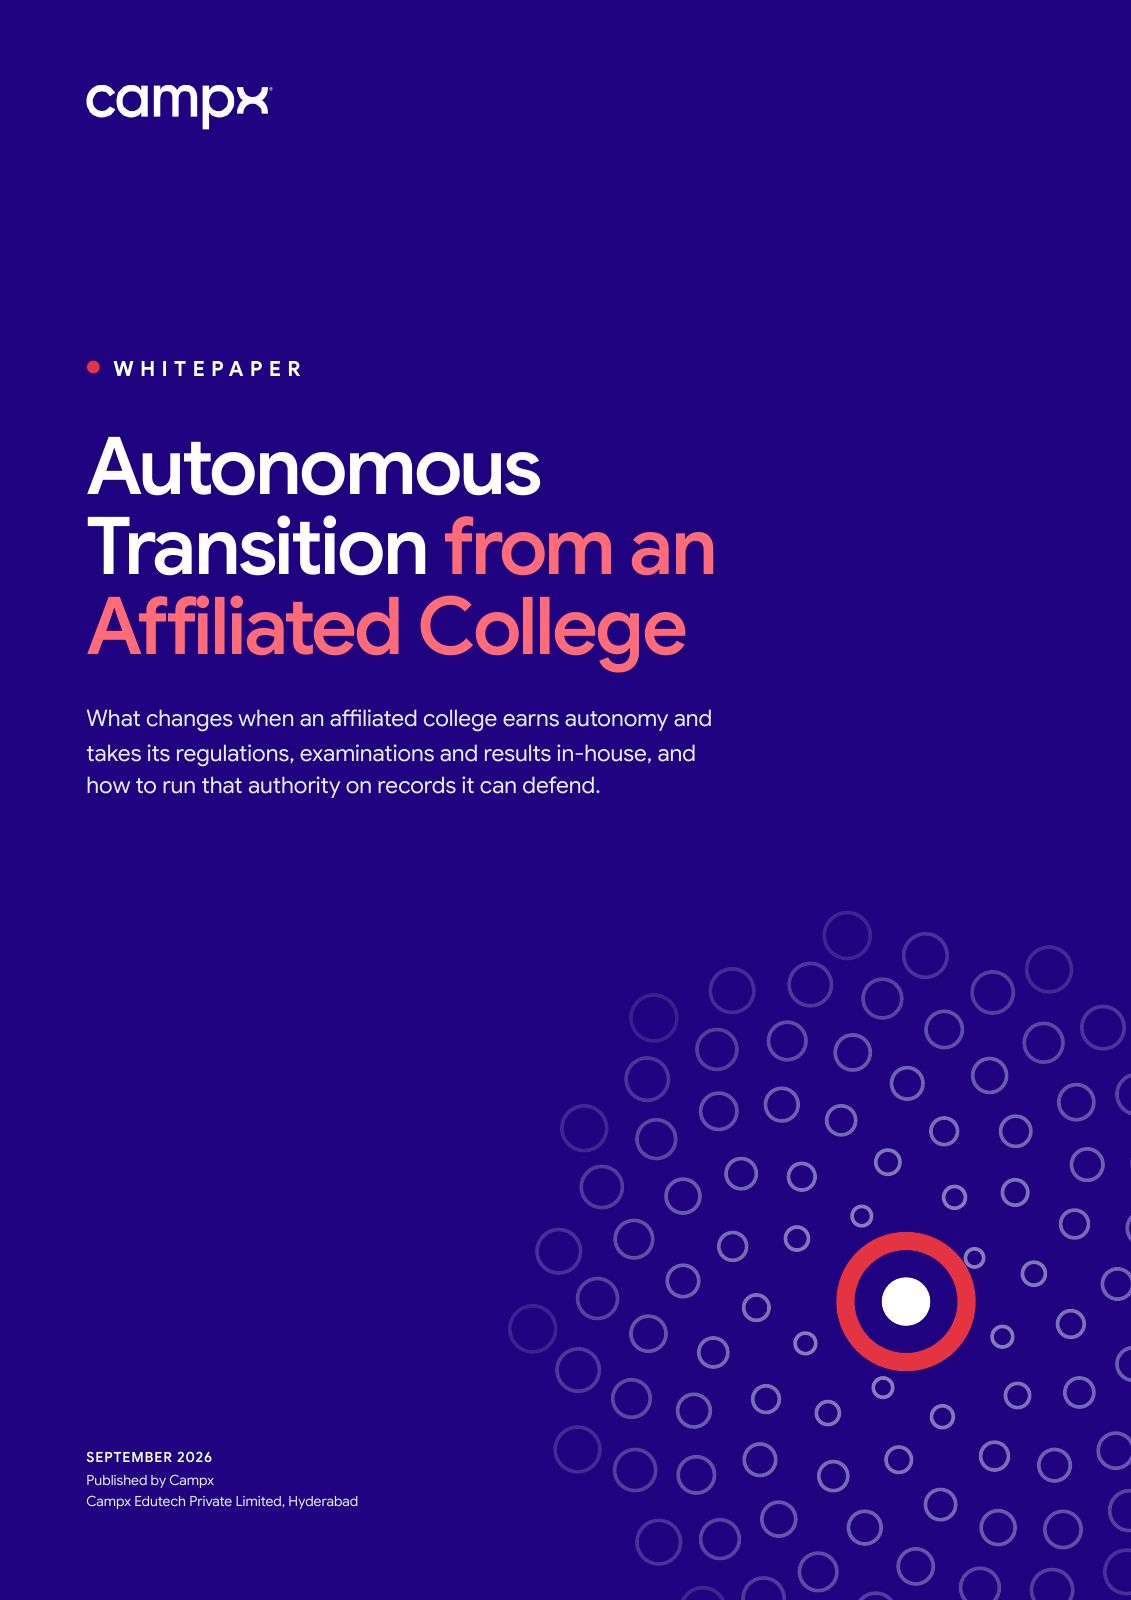 campx
WHITEPAPER
Autonomous
Transition from an
Affiliated College
What changes when an affiliated college earns autonomy and
takes its regulations, examinations and results in-house, and
how to run that authority on records it can defend.
SEPTEMBER 2026
Published by Campx
Campx Edutech Private Limited, Hyderabad